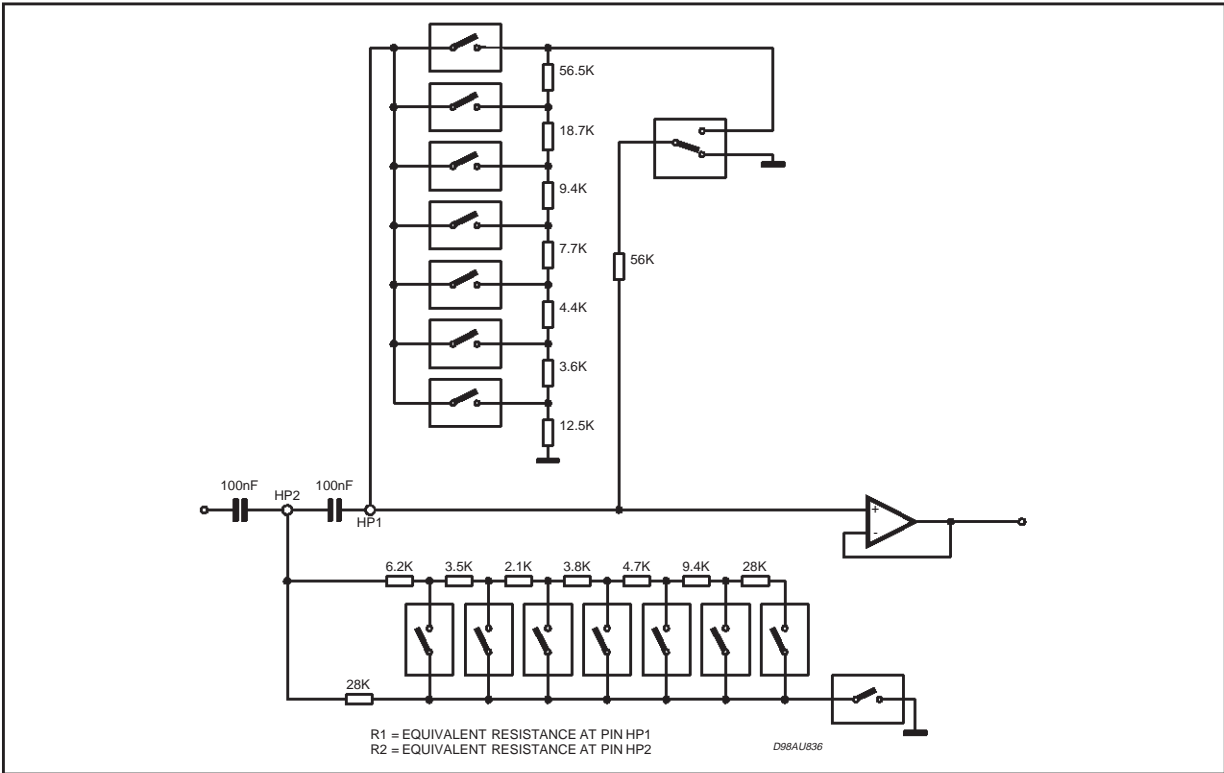 56.5K
18.7K
9.4K
7.7K
56K
4.4K
3.6K
12.5K
100nF
HP2
100nF
HP1
+
-
6.2K
3.5K
2.1K
3.8K
4.7K
9.4K
28K
28K
R1 = EQUIVALENT RESISTANCE AT PIN HP1
R2 = EQUIVALENT RESISTANCE AT PIN HP2
D98AU836